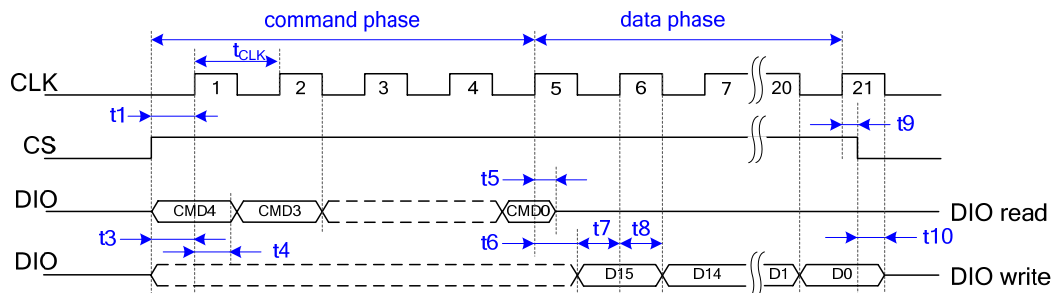 command phase data phase
tCLK
CLK 1 2 3 4 5 6 7 20 21
t1 t9
CS
t5
DIO CMD4 CMD3 CMD0 DIO read
t3 t4 t6 t7 t8 t10
DIO D15 D14 D1 D0 DIO write